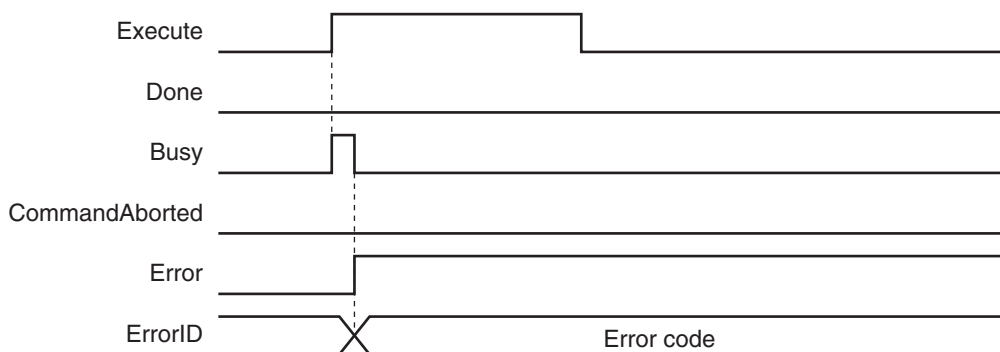 Execute
Done
Busy
CommandAborted
Error
ErrorID
Error code